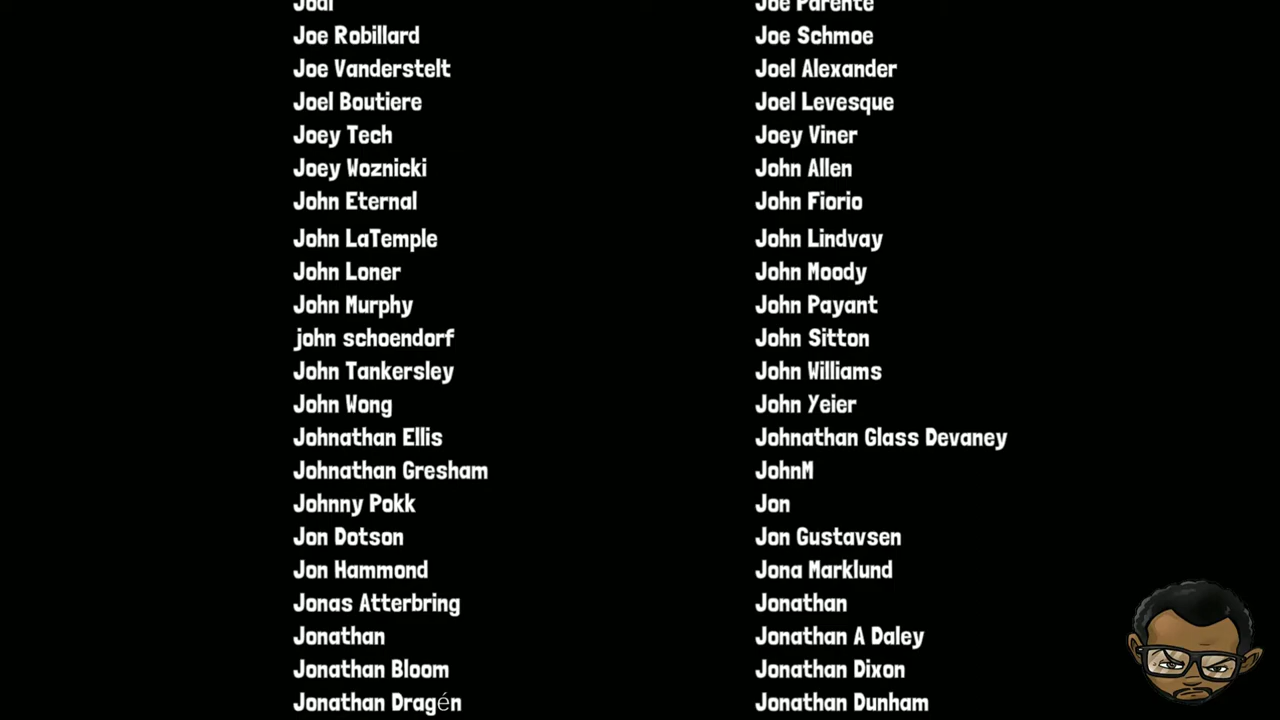 Jodi
Joe Parente
Joe Robillard
Joe Schmoe
Joe Vanderstelt
Joel Alexander
Joel Boutiere
Joel Levesque
Joey Tech
Joey Viner
Joey Woznicki
John Allen
John Eternal
John Fiorio
John LaTemple
John Lindvay
John Loner
John Moody
John Murphy
John Payant
john schoendorf
John Sitton
John Tankersley
John Williams
John Wong
John Yeier
Johnathan Ellis
Johnathan Glass Devaney
Johnathan Gresham
JohnM
Johnny Pokk
Jon
Jon Dotson
Jon Gustavsen
Jon Hammond
Jona Marklund
Jonas Atterbring
Jonathan
Jonathan
Jonathan A Daley
Jonathan Bloom
Jonathan Dixon
Jonathan Dragén
Jonathan Dunham